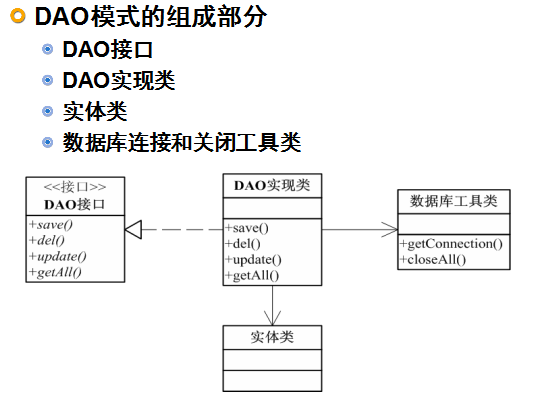 DAO模式的组成部分
DAO接口
DAO实现类
实体类
数据库连接和关闭工具类
<<接口>>
DAO接口
+save()
+del()
+update()
+getAll()
DAO实现类
+save()
+del()
+update()
+getAll()
数据库工具类
+getConnection()
+closeAll()
实体类